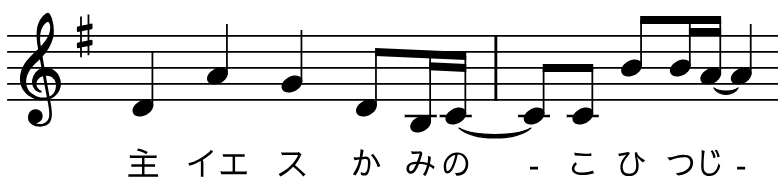 主 イエ ス か みの - こ ひ つじ -